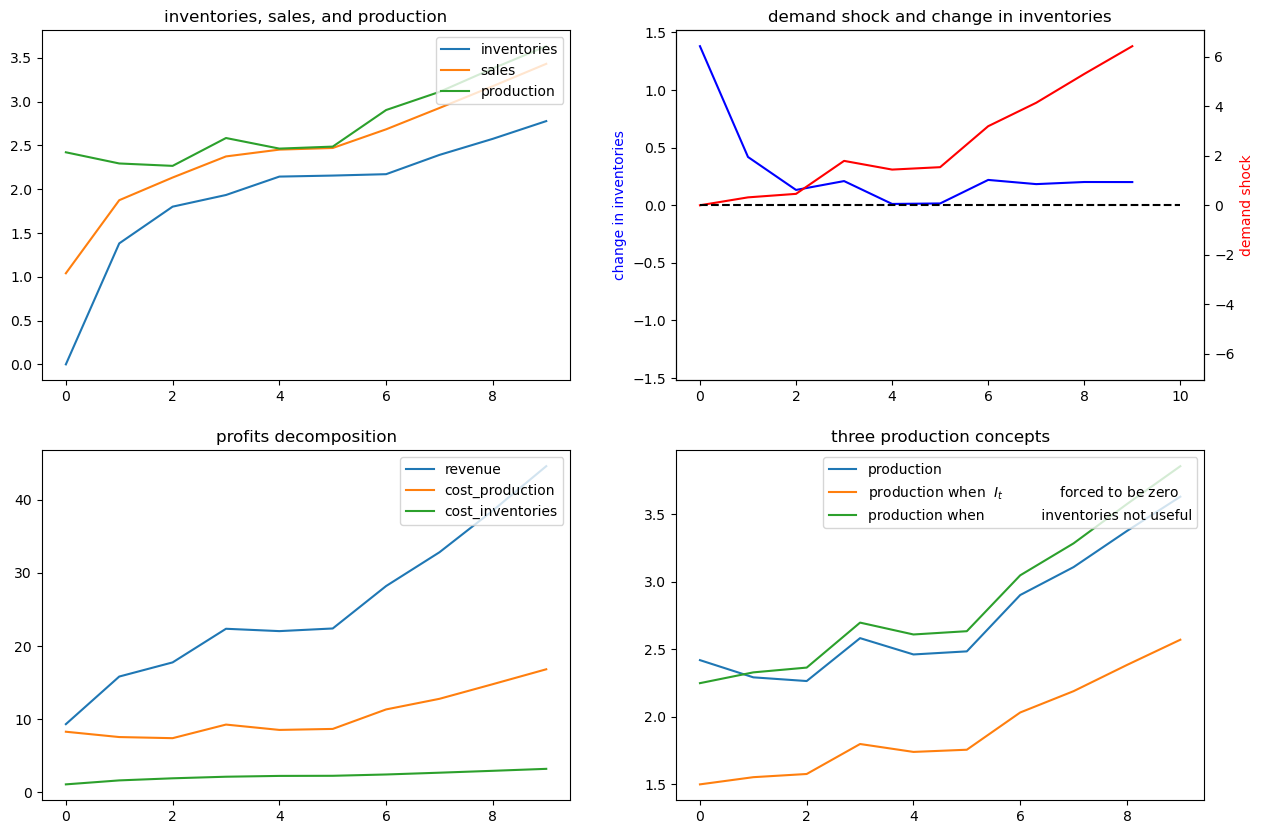 inventories, sales, and production
3.5
3.0
2.5
2.0
1.5
1.0
0.5
0.0
0 2 4 6 8
inventories
sales
production
demand shock and change in inventories
change in inventories
1.5
1.0
0.5
0.0
−0.5
−1.0
−1.5
0 2 4 6 8 10
6
4
2
0
−2
−4
−6
demand shock
profits decomposition
40
30
20
10
0
0 2 4 6 8
revenue
cost_production
cost_inventories
three production concepts
3.5
3.0
2.5
2.0
1.5
0 2 4 6 8
production
production when I_t forced to be zero
production when inventories not useful